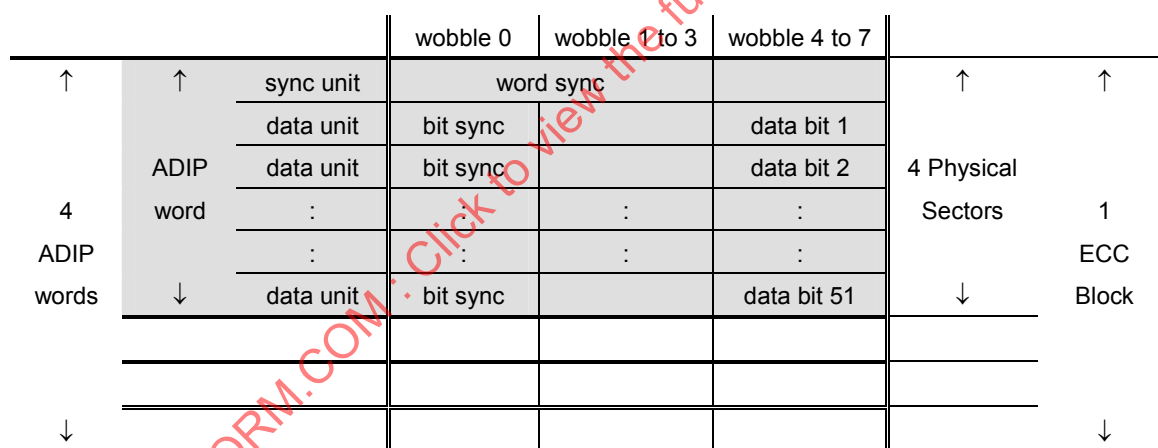 wobble 0 wobble 1 to 3 wobble 4 to 7
↑ ↑ sync unit word sync ↑ ↑
data unit bit sync data bit 1
ADIP data unit bit sync data bit 2 4 Physical
4 word : : : : Sectors 1
ADIP : : : : ECC
words ↓ data unit bit sync data bit 51 ↓ Block
↓ ↓
ORM.COM : Click to view the fu